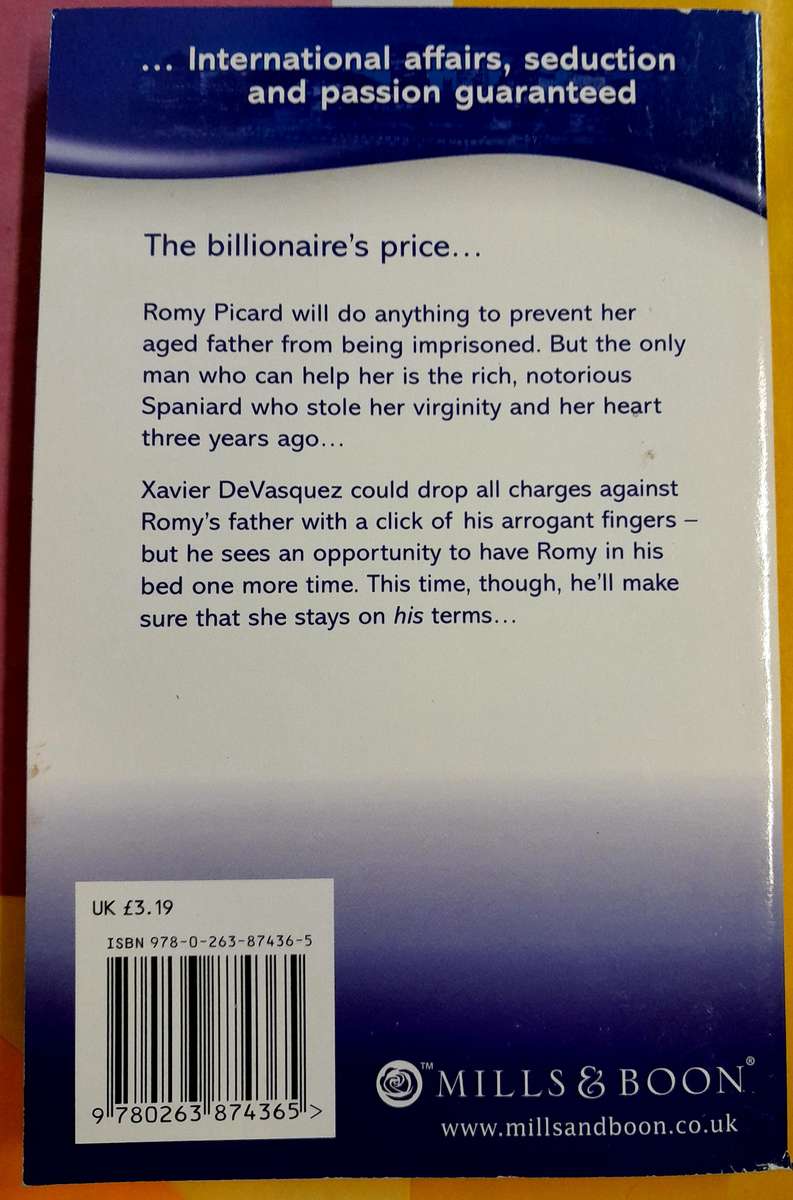 ... International affairs, seduction
and passion guaranteed
The billionaire's price...
Romy Picard will do anything to prevent her
aged father from being imprisoned. But the only
man who can help her is the rich, notorious
Spaniard who stole her virginity and her heart
three years ago...
Xavier DeVasquez could drop all charges against
Romy's father with a click of his arrogant fingers –
but he sees an opportunity to have Romy in his
bed one more time. This time, though, he'll make
sure that she stays on his terms...
UK £3.19
ISBN 978-0-263-87436-5
9 780263 874365 >
™ MILLS & BOON®
www.millsandboon.co.uk